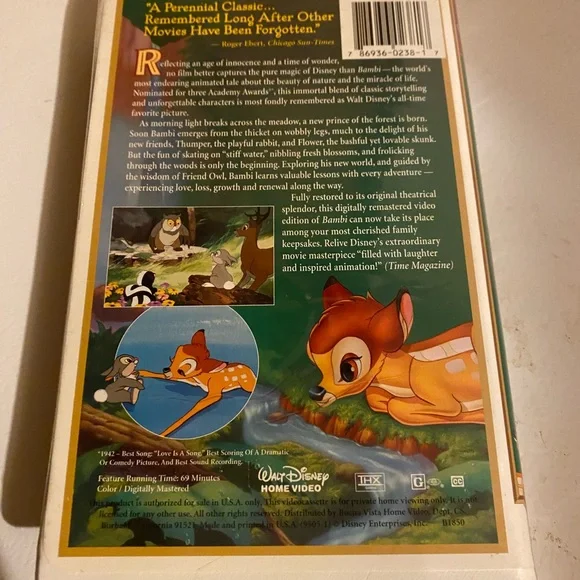 "A Perennial Classic…
Remembered Long After Other
Movies Have Been Forgotten."
— Roger Ebert, Chicago Sun-Times
7 86936-0238-1 7
Reflecting an age of innocence and a time of wonder,
no film better captures the pure magic of Disney than Bambi — the world's
most endearing animated tale about the beauty of nature and the miracle of life.
Nominated for three Academy Awards®*, this immortal blend of classic storytelling
and unforgettable characters is most fondly remembered as Walt Disney's all-time
favorite picture.
As morning light breaks across the meadow, a new prince of the forest is born.
Soon Bambi emerges from the thicket on wobbly legs, much to the delight of his
new friends, Thumper, the playful rabbit, and Flower, the bashful yet lovable skunk.
But the fun of skating on "stiff water," nibbling fresh blossoms, and frolicking
through the woods is only the beginning. Exploring his new world, and guided by
the wisdom of Friend Owl, Bambi learns valuable lessons with every adventure —
experiencing love, loss, growth and renewal along the way.
Fully restored to its original theatrical
splendor, this digitally remastered video
edition of Bambi can now take its place
among your most cherished family
keepsakes. Relive Disney's extraordinary
movie masterpiece "filled with laughter
and inspired animation!" (Time Magazine)
*1942 – Best Song: "Love Is A Song," Best Scoring Of A Dramatic
Or Comedy Picture, And Best Sound Recording.
Feature Running Time: 69 Minutes
Color / Digitally Mastered
Walt Disney
HOME VIDEO
THX
G
CC
This product is authorized for sale in U.S.A. only. This videocassette is for private home viewing only. It is not
licensed for any other use. All other rights reserved. Distributed by Buena Vista Home Video, Dept. CS,
Burbank, California 91521. Made and printed in U.S.A. © Disney Enterprises, Inc. B1850